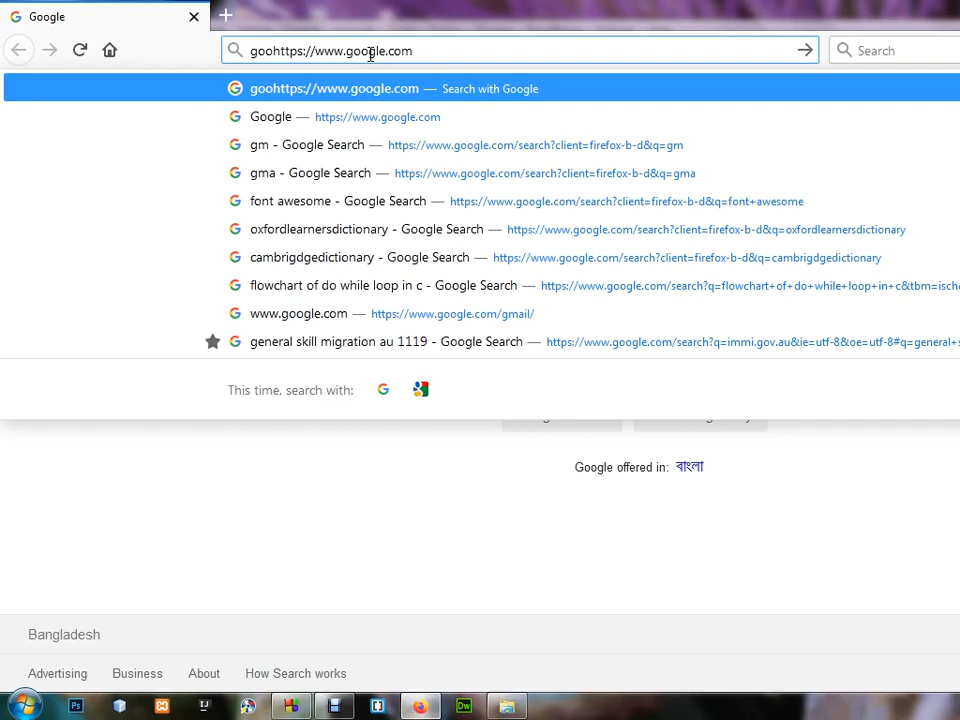 Google
goohttps://www.google.com
Search
goohttps://www.google.com — Search with Google
Google — https://www.google.com
gm - Google Search — https://www.google.com/search?client=firefox-b-d&q=gm
gma - Google Search — https://www.google.com/search?client=firefox-b-d&q=gma
font awesome - Google Search — https://www.google.com/search?client=firefox-b-d&q=font+awesome
oxfordlearnersdictionary - Google Search — https://www.google.com/search?client=firefox-b-d&q=oxfordlearnersdictionary
cambrigdgedictionary - Google Search — https://www.google.com/search?client=firefox-b-d&q=cambrigdgedictionary
flowchart of do while loop in c - Google Search — https://www.google.com/search?q=flowchart+of+do+while+loop+in+c&tbm=isch
www.google.com — https://www.google.com/gmail/
general skill migration au 1119 - Google Search — https://www.google.com/search?q=immi.gov.au&ie=utf-8&oe=utf-8#q=general+s
This time, search with:
Google offered in: বাংলা
Bangladesh
Advertising Business About How Search works
Ps
IJ
Dw